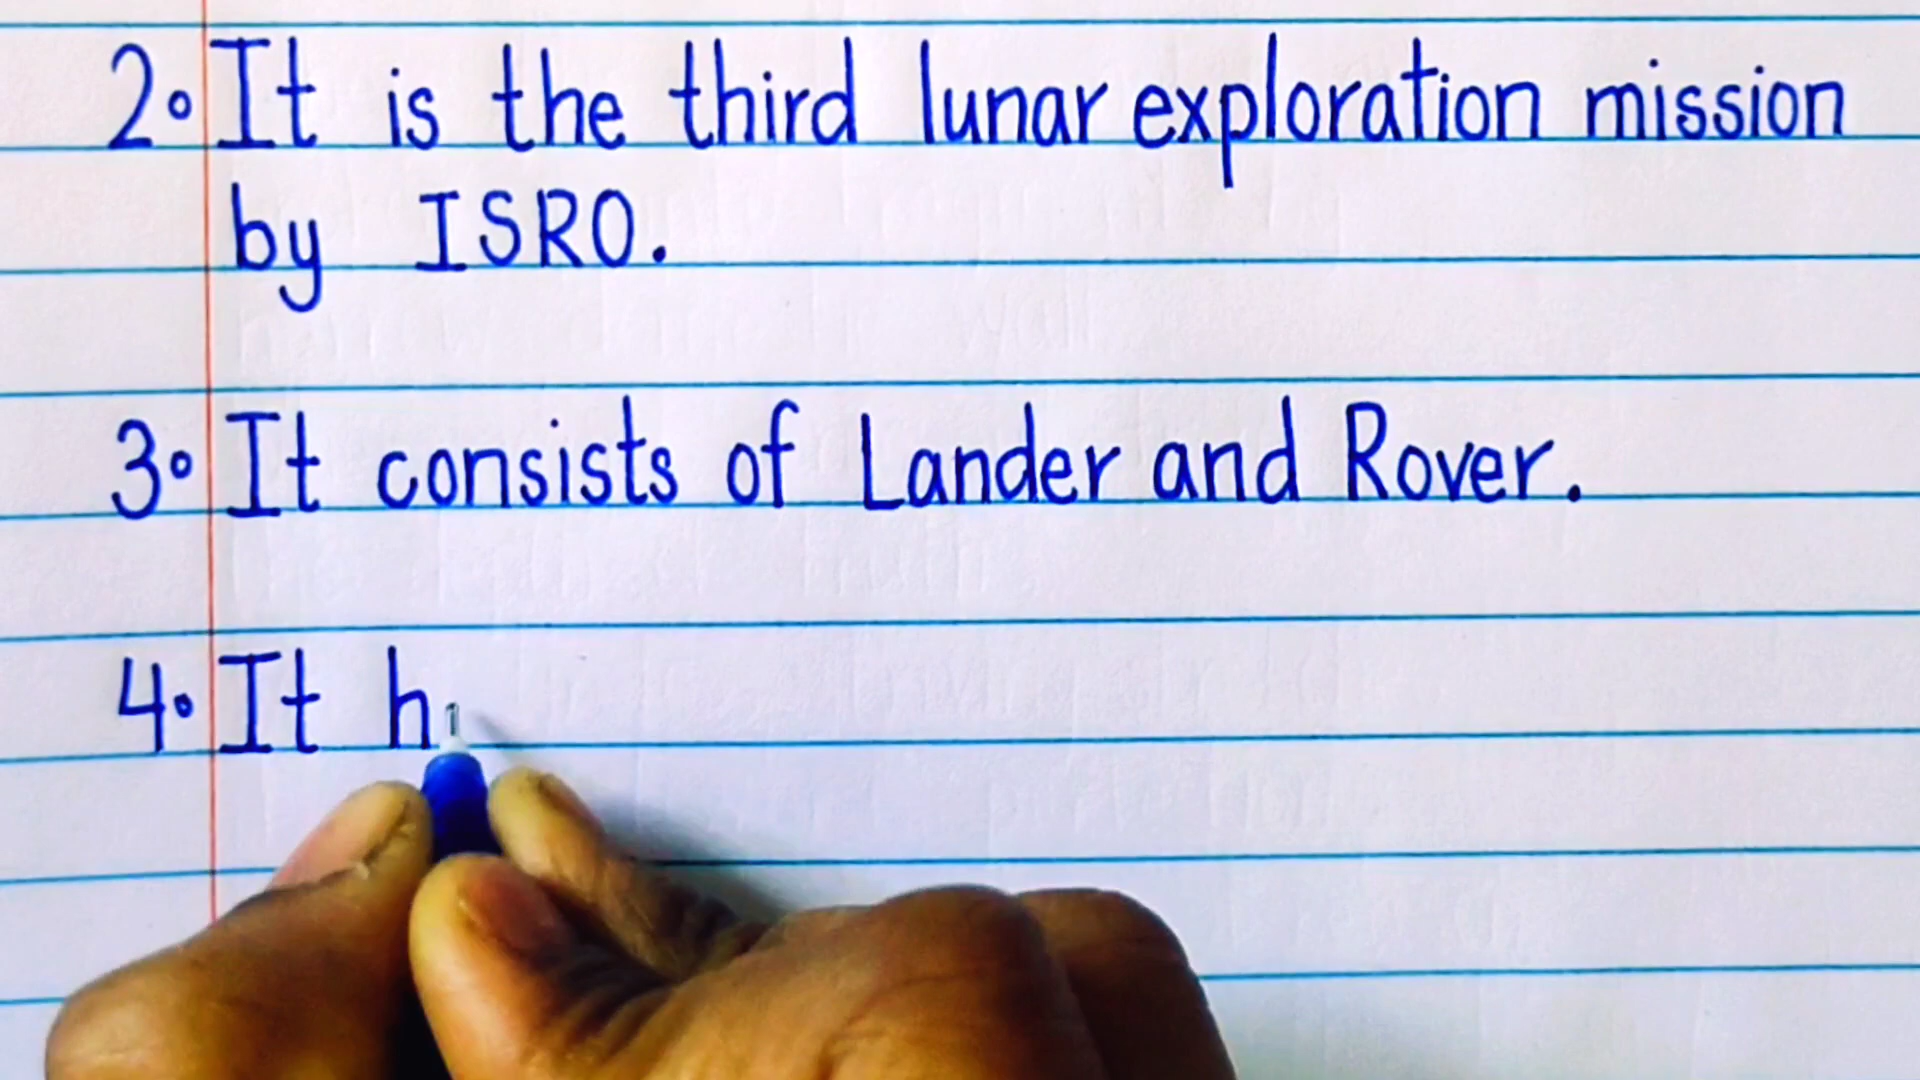 2. It is the third lunar exploration mission
by ISRO.
3. It consists of Lander and Rover.
4. It h